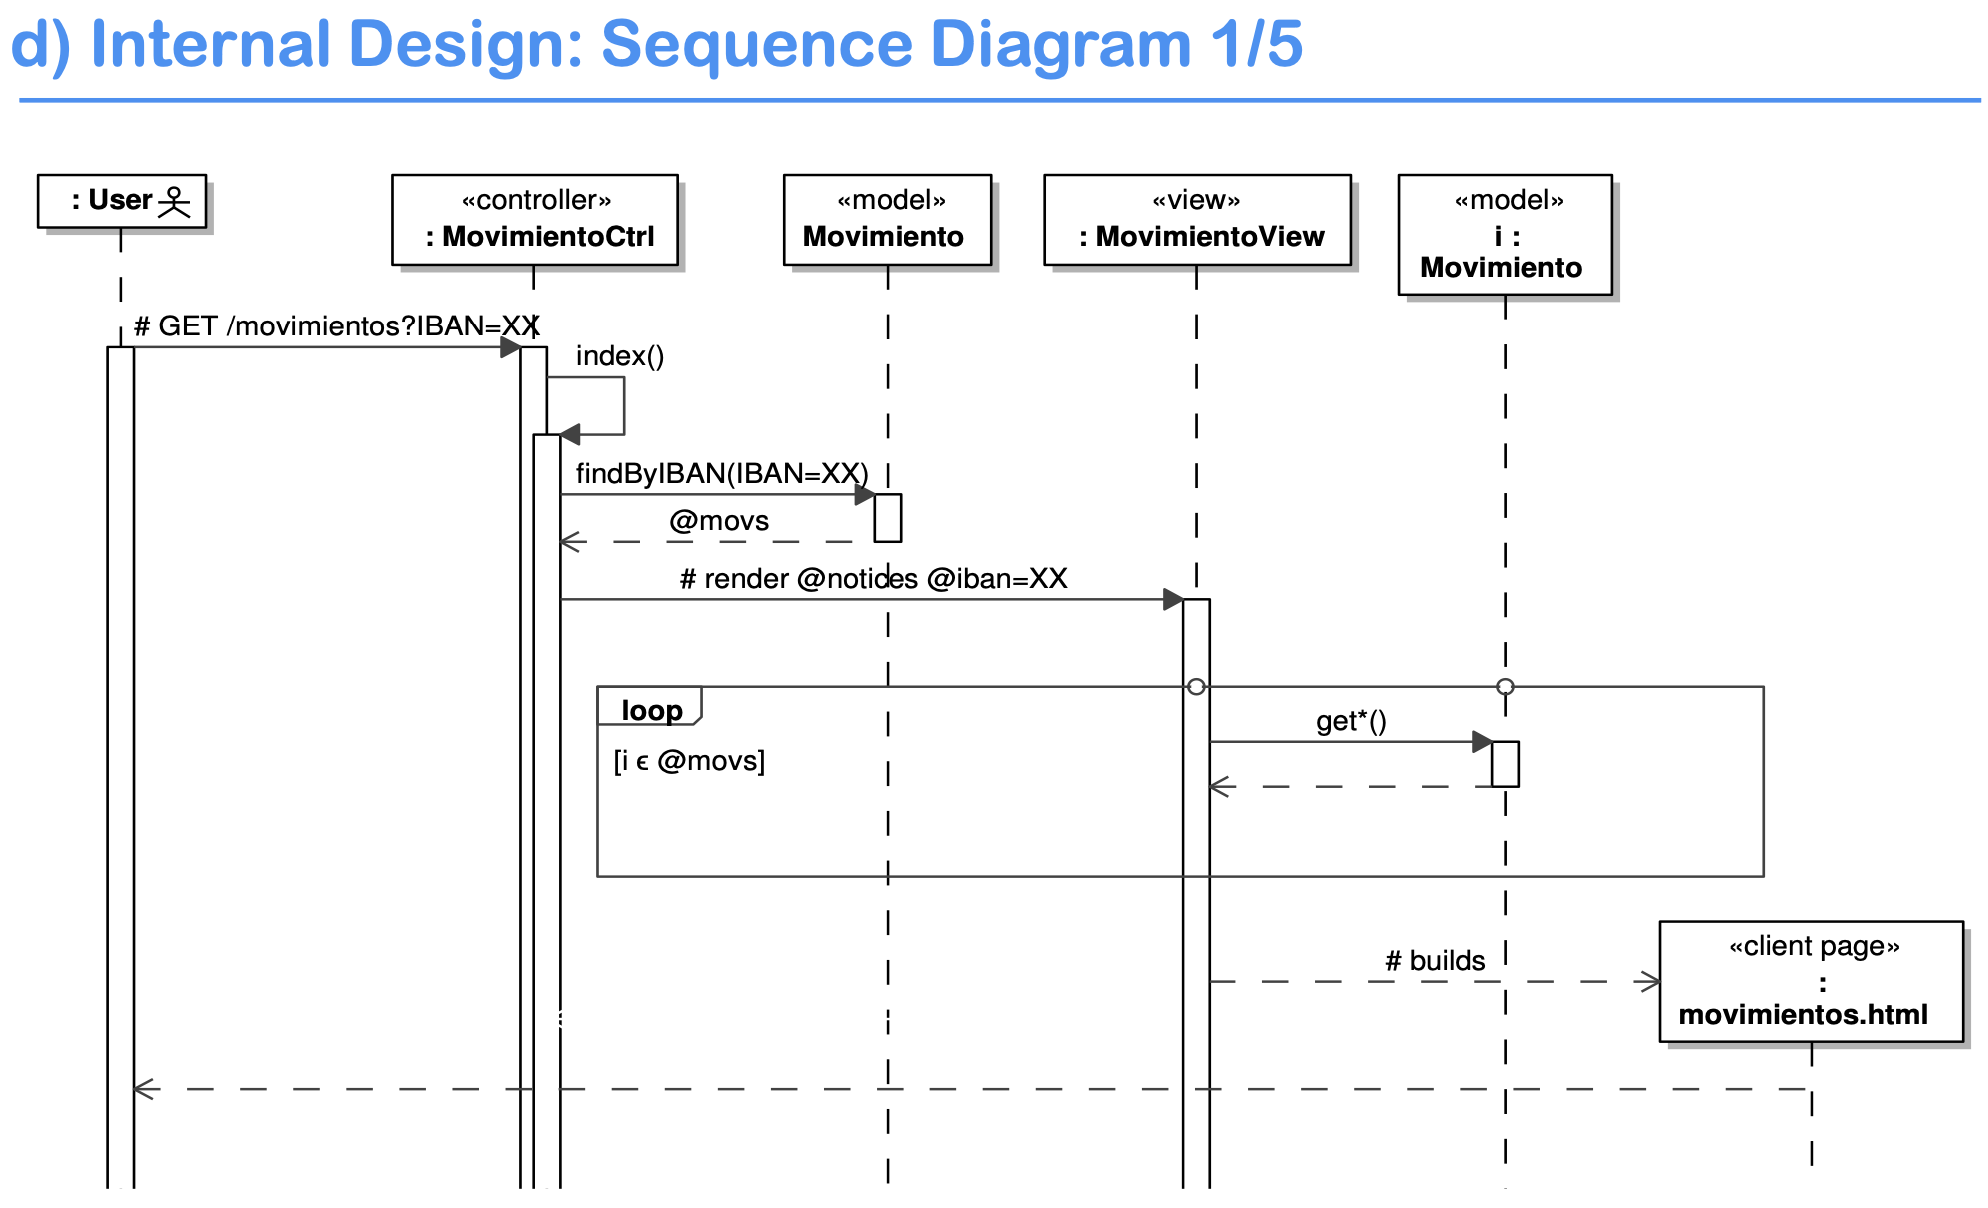 d) Internal Design: Sequence Diagram 1/5
: User
«controller»
: MovimientoCtrl
«model»
Movimiento
«view»
: MovimientoView
«model»
i :
Movimiento
# GET /movimientos?IBAN=XX
index()
findByIBAN(IBAN=XX)
@movs
# render @notices @iban=XX
loop
[i ϵ @movs]
get*()
# builds
«client page»
:
movimientos.html